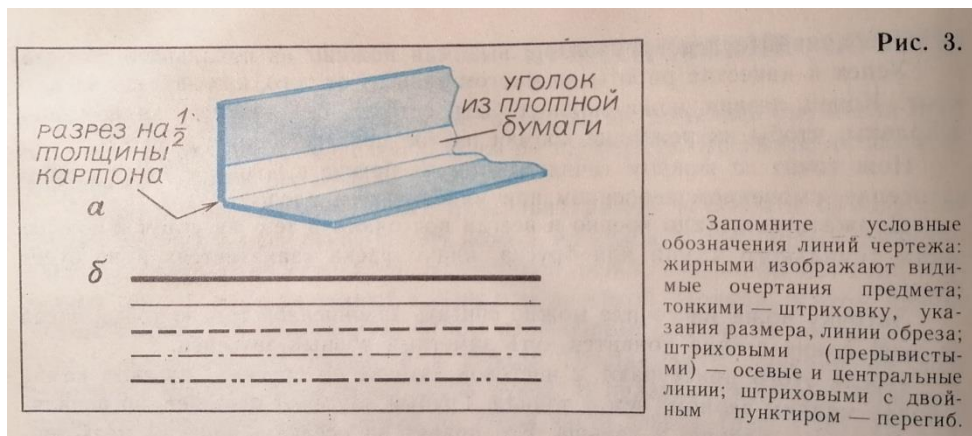 Рис. 3.
УГОЛОК
ИЗ ПЛОТНОЙ
БУМАГИ
РАЗРЕЗ НА 1/2
ТОЛЩИНЫ
КАРТОНА
а
б
Запомните условные
обозначения линий чертежа:
жирными изображают види-
мые очертания предмета;
тонкими — штриховку, ука-
зания размера, линии обреза;
штриховыми (прерывисты-
ми) — осевые и центральные
линии; штриховыми с двой-
ным пунктиром — перегиб.